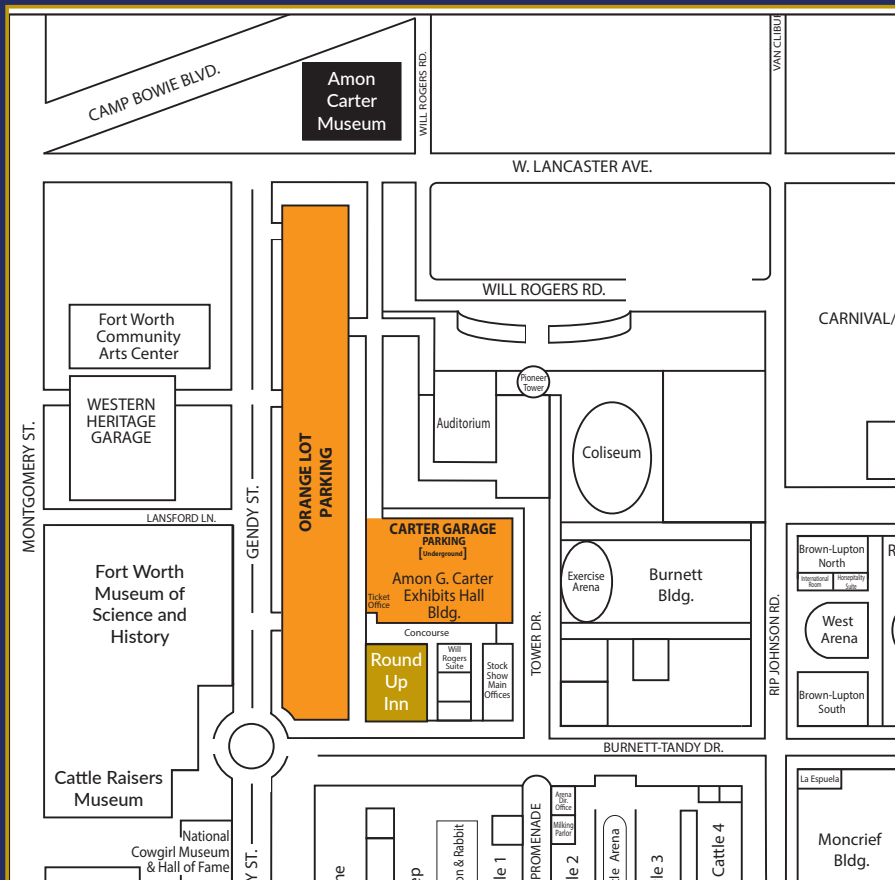 CAMP BOWIE BLVD.
Amon
Carter
Museum
WILL ROGERS RD.
W. LANCASTER AVE.
WILL ROGERS RD.
Fort Worth
Community
Arts Center
WESTERN
HERITAGE
GARAGE
MONTGOMERY ST.
LANSFORD LN.
GENDY ST.
ORANGE LOT
PARKING
Pioneer
Tower
Auditorium
Coliseum
CARTER GARAGE
PARKING
[Underground]
Amon G. Carter
Exhibits Hall
Bldg.
Ticket
Office
Concourse
Round
Up
Inn
Will
Rogers
Suite
Stock
Show
Main
Offices
TOWER DR.
Exercise
Arena
Burnett
Bldg.
RIP JOHNSON RD.
Brown-Lupton
North
International
Room
Suite
West
Arena
Brown-Lupton
South
Fort Worth
Museum of
Science and
History
Cattle Raisers
Museum
National
Cowgirl Museum
& Hall of Fame
BURNETT-TANDY DR.
PROMENADE
Arena
Dir.
Office
Milking
Parlor
Arena
Cattle 4
& Rabbit
La Espuela
Moncrief
Bldg.